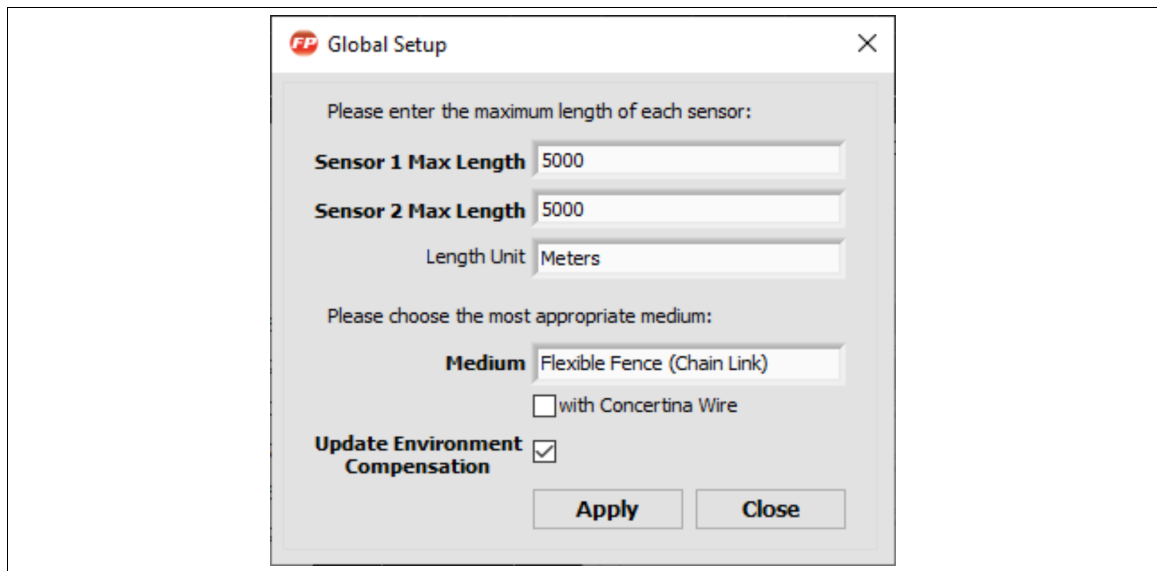 FP Global Setup
Please enter the maximum length of each sensor:
Sensor 1 Max Length 5000
Sensor 2 Max Length 5000
Length Unit Meters
Please choose the most appropriate medium:
Medium Flexible Fence (Chain Link)
with Concertina Wire
Update Environment
Compensation
Apply Close